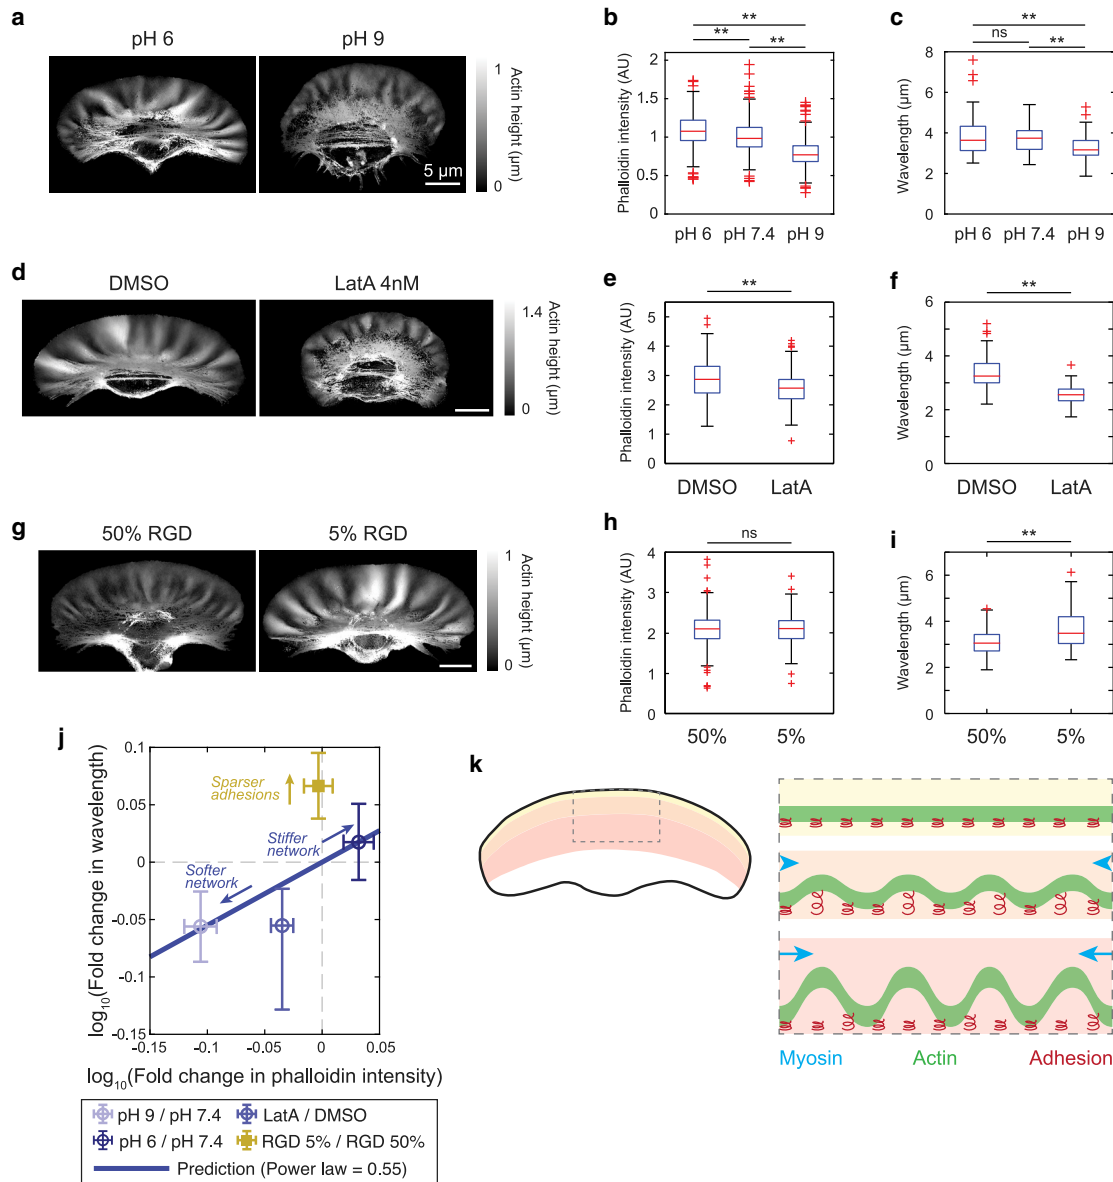 a
pH 6
pH 9
5 µm
1
0
Actin height (µm)
b
**
**
**
Phalloidin intensity (AU)
2
1.5
1
0.5
0
pH 6
pH 7.4
pH 9
c
**
ns
**
Wavelength (µm)
8
6
4
2
0
pH 6
pH 7.4
pH 9
d
DMSO
LatA 4nM
1.4
0
Actin height (µm)
e
**
Phalloidin intensity (AU)
5
4
3
2
1
0
DMSO
LatA
f
**
Wavelength (µm)
6
4
2
0
DMSO
LatA
g
50% RGD
5% RGD
1
0
Actin height (µm)
h
ns
Phalloidin intensity (AU)
4
3
2
1
0
50%
5%
i
**
Wavelength (µm)
6
4
2
0
50%
5%
j
log10(Fold change in wavelength)
0.1
0.05
0
-0.05
-0.1
-0.15
Sparser
adhesions
Stiffer
network
Softer
network
-0.15
-0.1
-0.05
0
0.05
log10(Fold change in phalloidin intensity)
pH 9 / pH 7.4
LatA / DMSO
pH 6 / pH 7.4
RGD 5% / RGD 50%
Prediction (Power law = 0.55)
k
Myosin
Actin
Adhesion